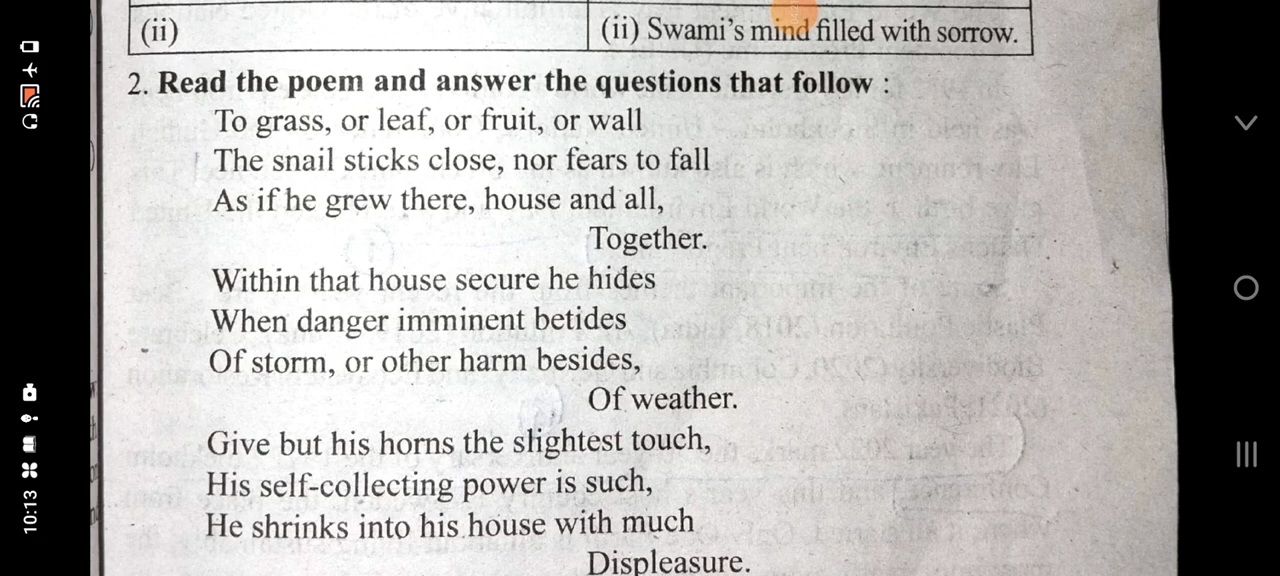 (ii)
(ii) Swami's mind filled with sorrow.
2. Read the poem and answer the questions that follow :
To grass, or leaf, or fruit, or wall
The snail sticks close, nor fears to fall
As if he grew there, house and all,
Together.
Within that house secure he hides
When danger imminent betides
Of storm, or other harm besides,
Of weather.
Give but his horns the slightest touch,
His self-collecting power is such,
He shrinks into his house with much
Displeasure.
10:13